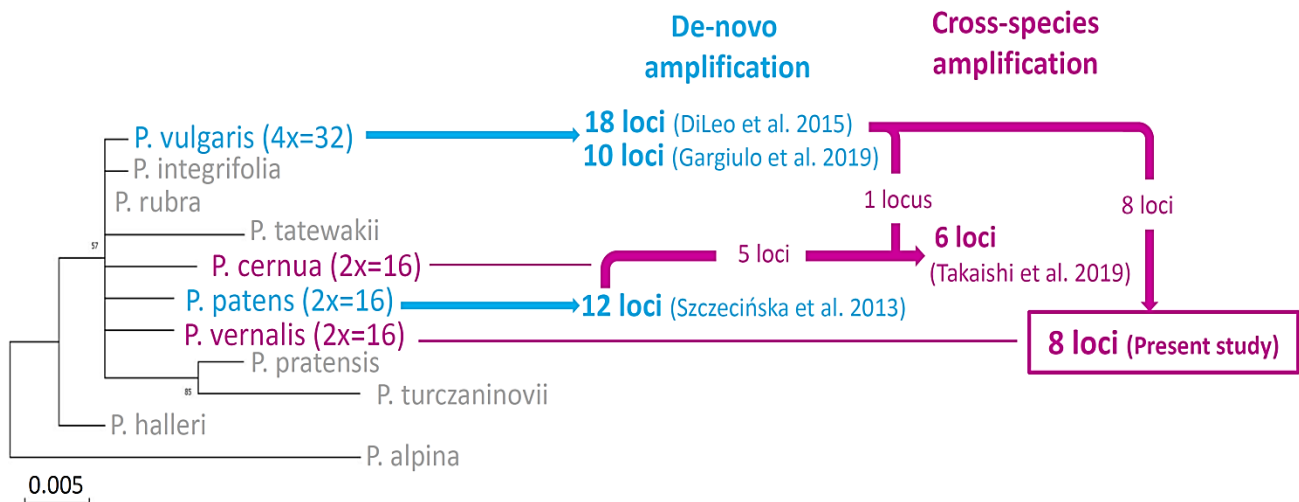 De-novo
amplification
Cross-species
amplification
P. vulgaris (4x=32)
18 loci (DiLeo et al. 2015)
10 loci (Gargiulo et al. 2019)
P. integrifolia
P. rubra
1 locus
8 loci
P. tatewakii
57
6 loci
(Takaishi et al. 2019)
5 loci
P. cernua (2x=16)
P. patens (2x=16)
12 loci (Szczecińska et al. 2013)
P. vernalis (2x=16)
8 loci (Present study)
P. pratensis
85
P. turczaninovii
P. halleri
P. alpina
0.005